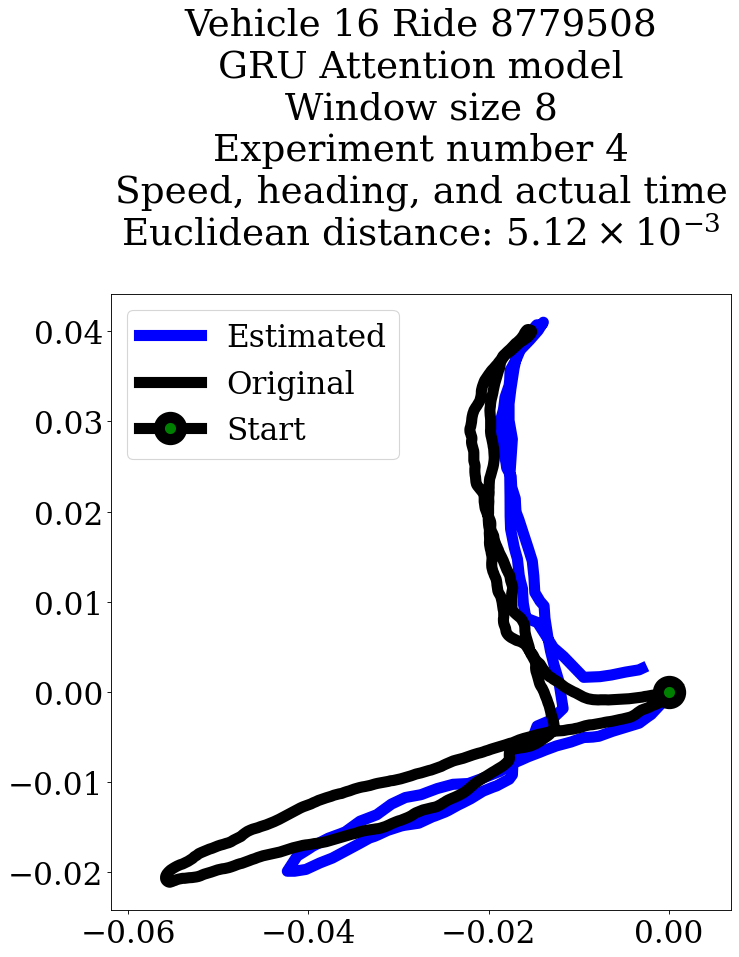 Vehicle 16 Ride 8779508
GRU Attention model
Window size 8
Experiment number 4
Speed, heading, and actual time
Euclidean distance: 5.12 × 10⁻³
Estimated
Original
Start
0.04
0.03
0.02
0.01
0.00
−0.01
−0.02
−0.06 −0.04 −0.02 0.00